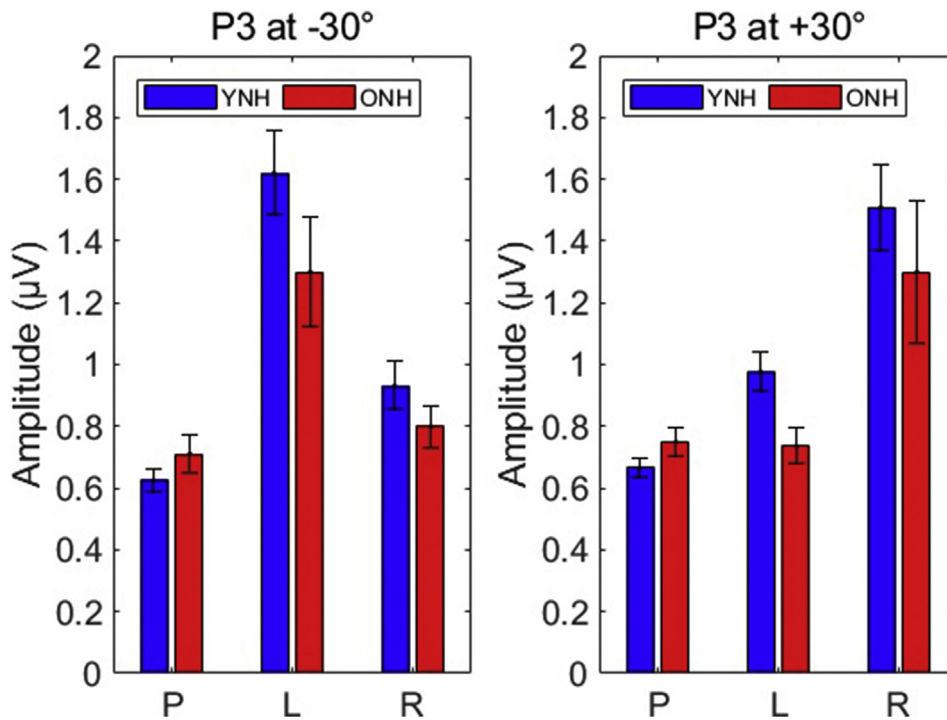 P3 at -30°
YNH ONH
Amplitude (µV)
2
1.8
1.6
1.4
1.2
1
0.8
0.6
0.4
0.2
0
P L R
P3 at +30°
YNH ONH
Amplitude (µV)
2
1.8
1.6
1.4
1.2
1
0.8
0.6
0.4
0.2
0
P L R